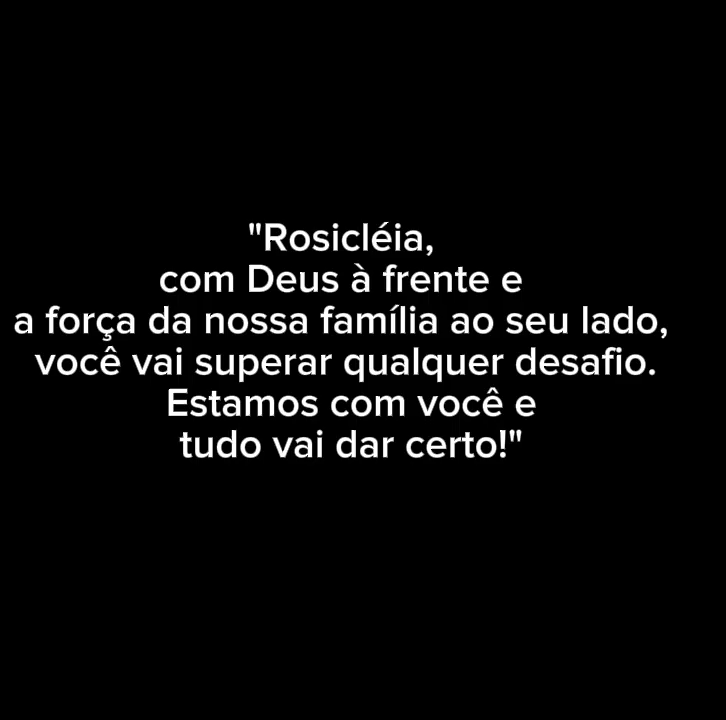 "Rosicléia,
com Deus à frente e
a força da nossa família ao seu lado,
você vai superar qualquer desafio.
Estamos com você e
tudo vai dar certo!"